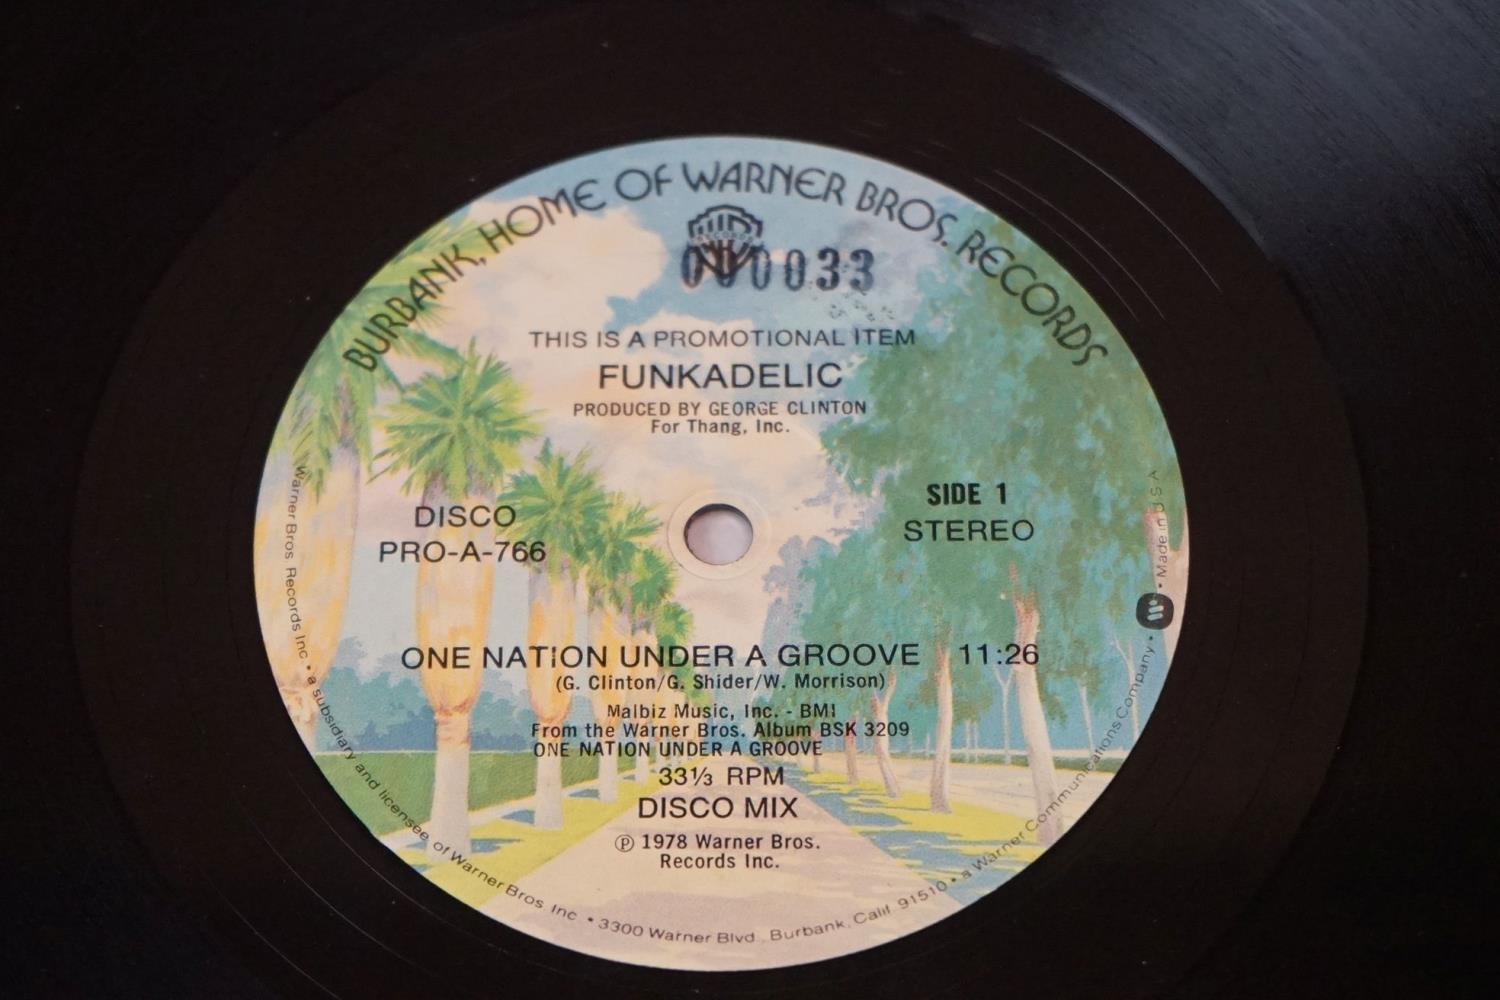 BURBANK, HOME OF WARNER BROS. RECORDS
RECORDS
000033
THIS IS A PROMOTIONAL ITEM
FUNKADELIC
PRODUCED BY GEORGE CLINTON
For Thang, Inc.
DISCO
PRO-A-766
SIDE 1
STEREO
ONE NATION UNDER A GROOVE 11:26
(G. Clinton/G. Shider/W. Morrison)
Malbiz Music, Inc. - BMI
From the Warner Bros. Album BSK 3209
ONE NATION UNDER A GROOVE
33⅓ RPM
DISCO MIX
Ⓟ 1978 Warner Bros.
Records Inc.
Warner Bros Records Inc • a subsidiary and licensee of Warner Bros Inc • 3300 Warner Blvd, Burbank, Calif 91510 • a Warner Communications Company • Made in U.S.A